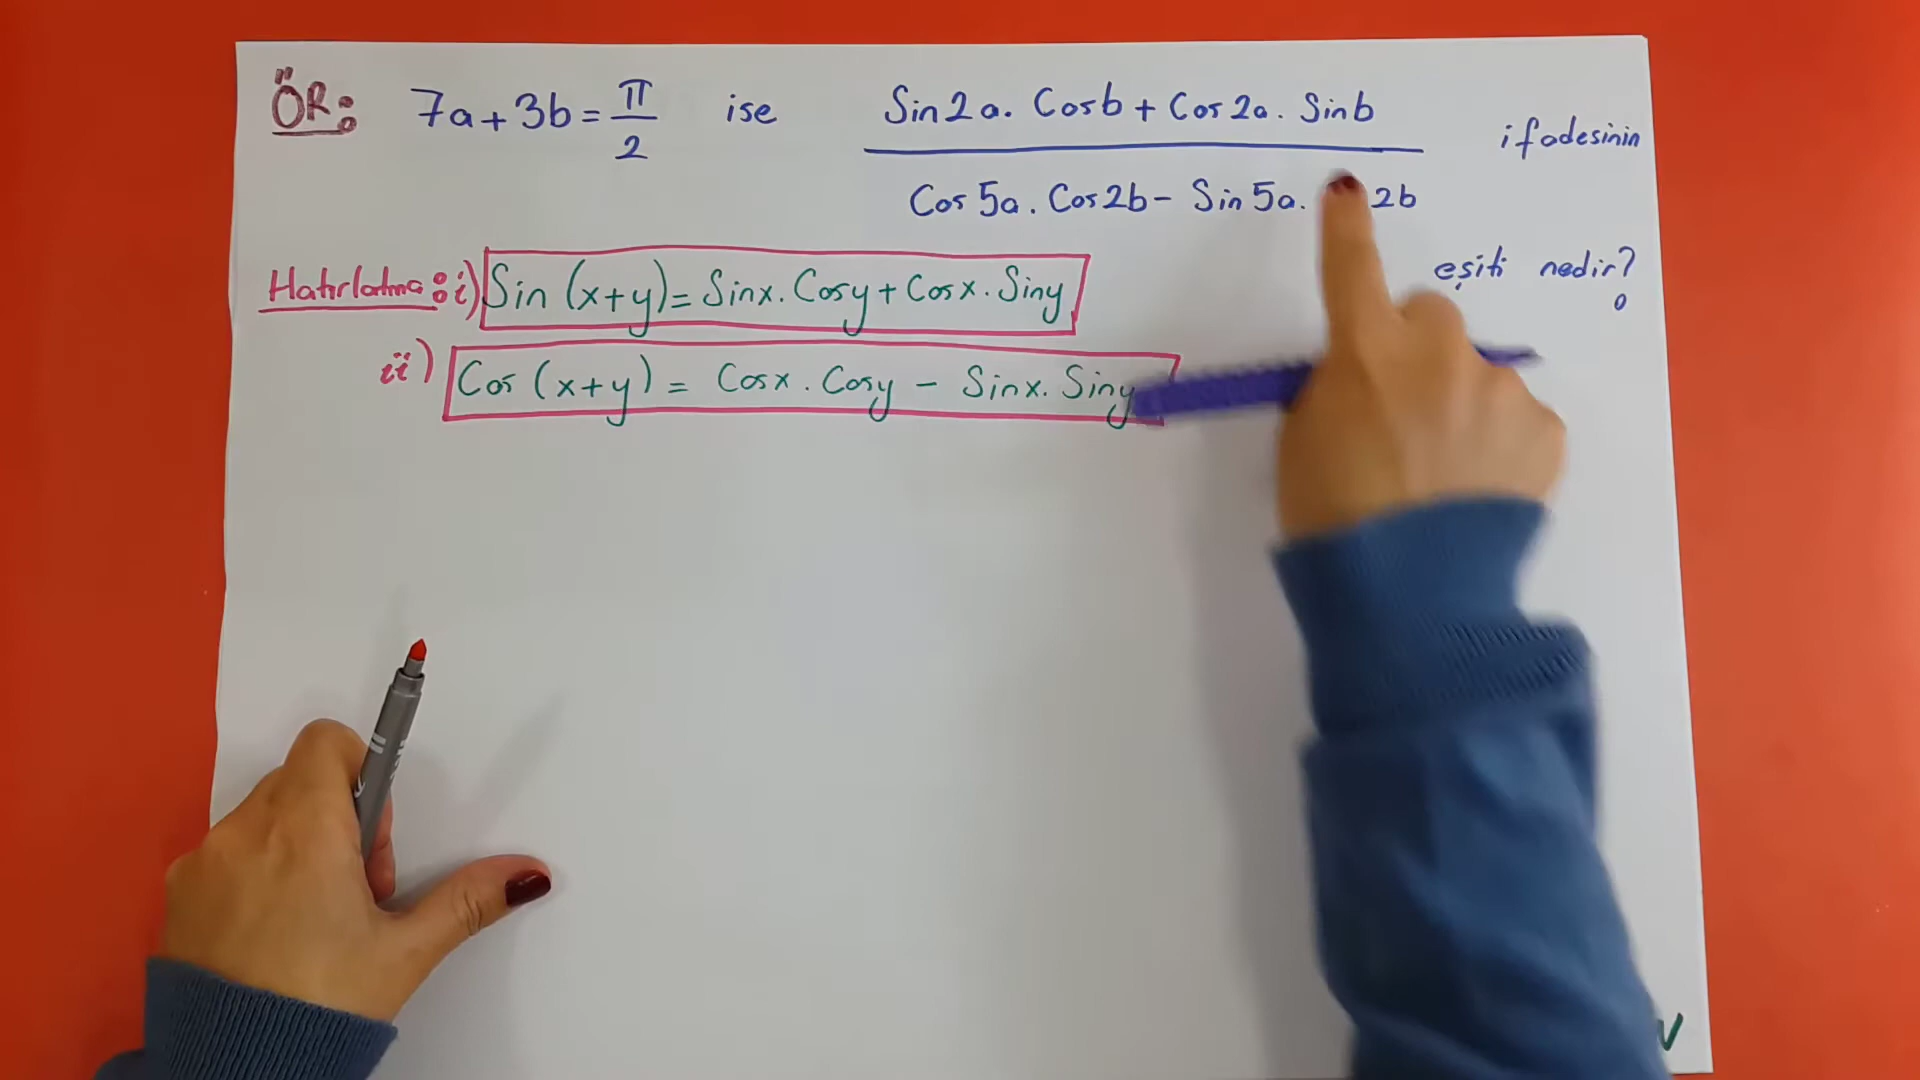 ÖR: 7a+3b=π/2 ise (Sin2a. Cosb + Cos2a. Sinb)/(Cos5a. Cos2b- Sin5a. 2b) ifadesinin
eşiti nedir?
Hatırlatma: i) Sin (x+y)= Sinx. Cosy + Cosx. Siny
ii) Cos (x+y) = Cosx. Cosy - Sinx. Siny